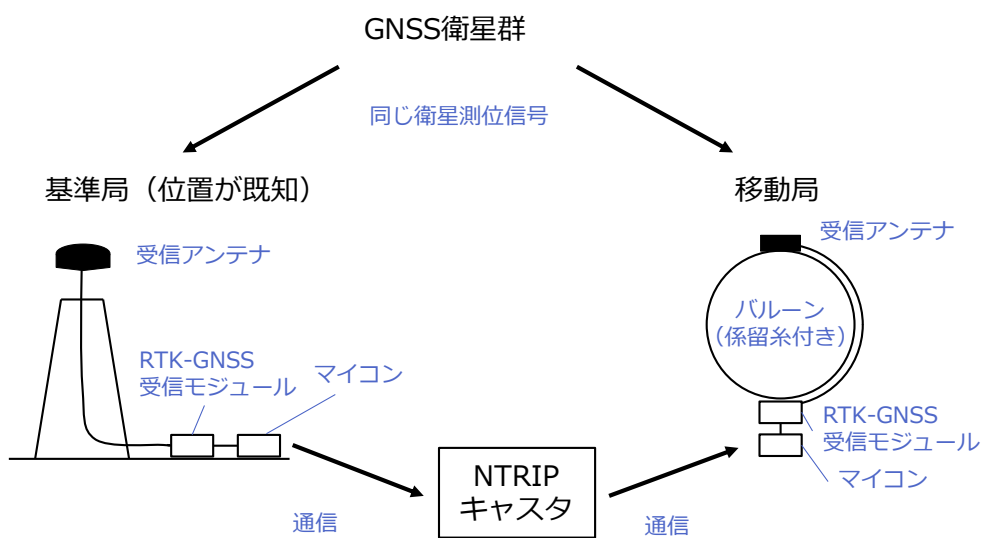 GNSS衛星群
同じ衛星測位信号
基準局（位置が既知）
移動局
受信アンテナ
受信アンテナ
バルーン
（係留糸付き）
RTK-GNSS
受信モジュール
マイコン
RTK-GNSS
受信モジュール
マイコン
NTRIP
キャスタ
通信
通信